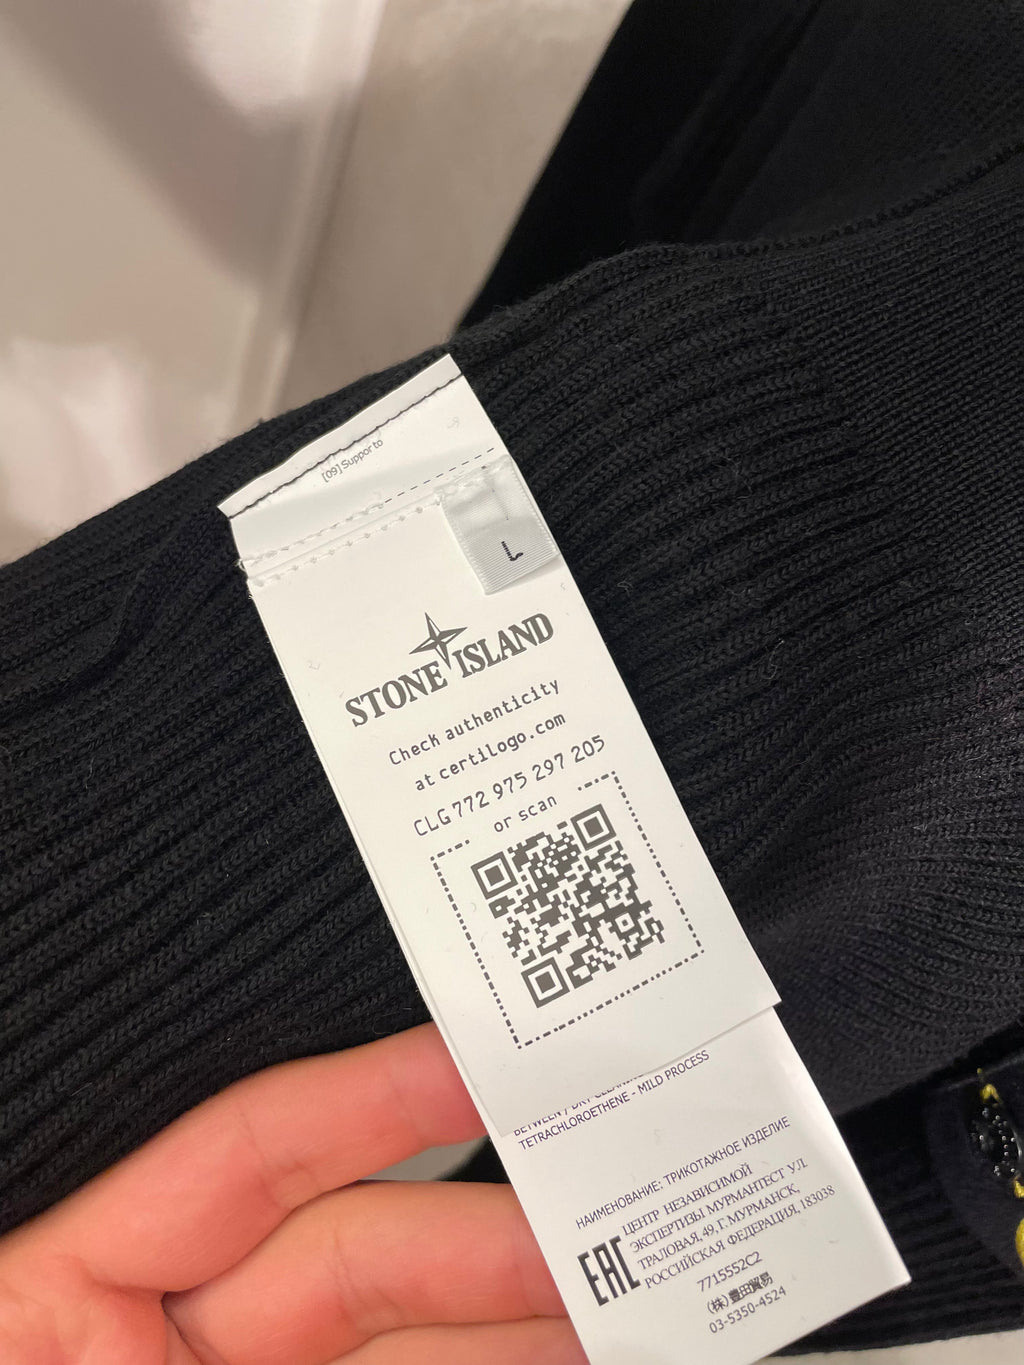 [09] Suppor to
L
STONE ISLAND
Check authenticity
at certilogo.com
CLG 772 975 297 205
or scan
TETRACHLOROETHENE - MILD PROCESS
НАИМЕНОВАНИЕ: ТРИКОТАЖНОЕ ИЗДЕЛИЕ
ЦЕНТР НЕЗАВИСИМОЙ
ЭКСПЕРТИЗЫ МУРМАНТЕСТ УЛ.
ТРАЛОВАЯ, 49, Г. МУРМАНСК,
РОССИЙСКАЯ ФЕДЕРАЦИЯ, 183038
EAC
7715552C2
(株)豊田貿易
03-5350-4524